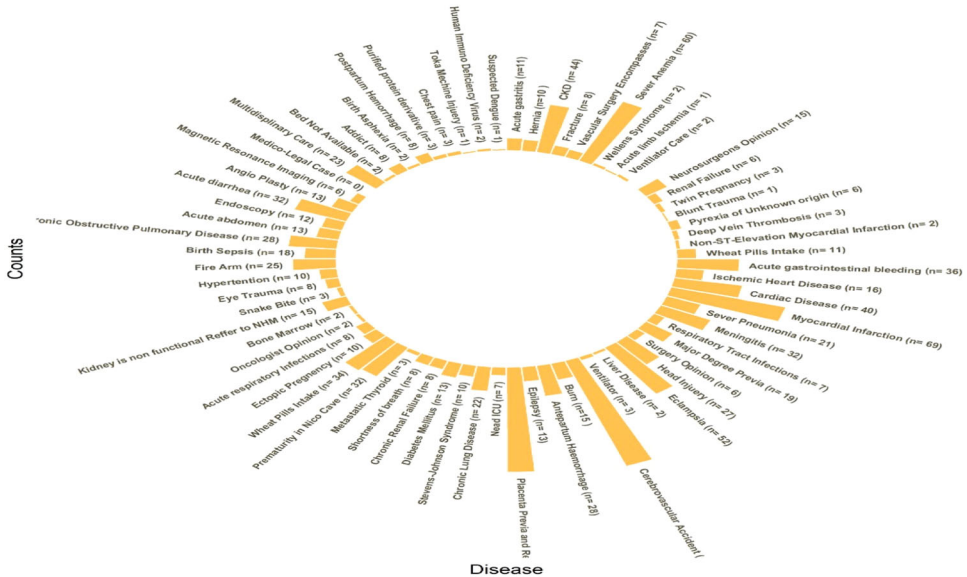 Acute gastritis (n=11)
Hernia (n=10)
CKD (n= 44)
Fracture (n= 8)
Vascular Surgery Encompasses (n= 7)
Sever Anemia (n= 60)
Wellens Syndrome (n= 2)
Acute limb Ischemia (n= 1)
Ventilator Care (n= 2)
Neurosurgeons Opinion (n= 15)
Renal Failure (n= 6)
Twin Pregnancy (n= 3)
Blunt Trauma (n= 1)
Pyrexia of Unknown origin (n= 6)
Deep Vein Thrombosis (n= 3)
Non-ST-Elevation Myocardial Infarction (n= 2)
Wheat Pills Intake (n= 11)
Acute gastrointestinal bleeding (n= 36)
Ischemic Heart Disease (n= 16)
Cardiac Disease (n= 40)
Myocardial Infarction (n= 69)
Sever Pneumonia (n= 21)
Meningitis (n= 32)
Respiratory Tract Infections (n= 7)
Major Degree Previa (n= 19)
Surgery Opinion (n= 6)
Head Injury (n= 27)
Eclampsia (n= 52)
Liver Disease (n= 2)
Ventilator (n= 3)
Cerebrovascular Accident (
Burn (n=15)
Antepartum Haemorrhage (n= 28)
Epilepsy (n= 13)
Placenta Previa and Re
Nead ICU (n= 7)
Chronic Lung Disease (n= 22)
Stevens-Johnson Syndrome (n= 10)
Diabetes Mellitus (n= 13)
Chronic Renal Failure (n= 8)
Shortness of breath (n= 8)
Metastatic Thyroid (n= 3)
Prematurity in Nico Cave (n= 32)
Wheat Pills Intake (n= 34)
Ectopic Pregnancy (n= 10)
Acute respiratory Infections (n= 8)
Oncologist Opinion (n= 2)
Bone Marrow (n= 2)
Kidney is non functional Reffer to NHM (n= 15)
Snake Bite (n= 3)
Eye Trauma (n= 8)
Hypertention (n= 10)
Fire Arm (n= 25)
Birth Sepsis (n= 18)
ronic Obstructive Pulmonary Disease (n= 28)
Acute abdomen (n= 13)
Endoscopy (n= 12)
Acute diarrhea (n= 32)
Angio Plasty (n= 13)
Magnetic Resonance Imaging (n= 6)
Medico-Legal Case (n= 0)
Multidisplinary Care (n= 23)
Bed Not Available (n= 2)
Addict (n= 8)
Birth Asphexia (n= 2)
Postpartum Hemorrhage (n= 8)
Purified protein derivative (n= 3)
Chest pain (n= 3)
Toka Mechine Injuery (n= 1)
Human Immuno Deficiency Virus (n= 2)
Suspected Dengue (n= 1)
Counts
Disease